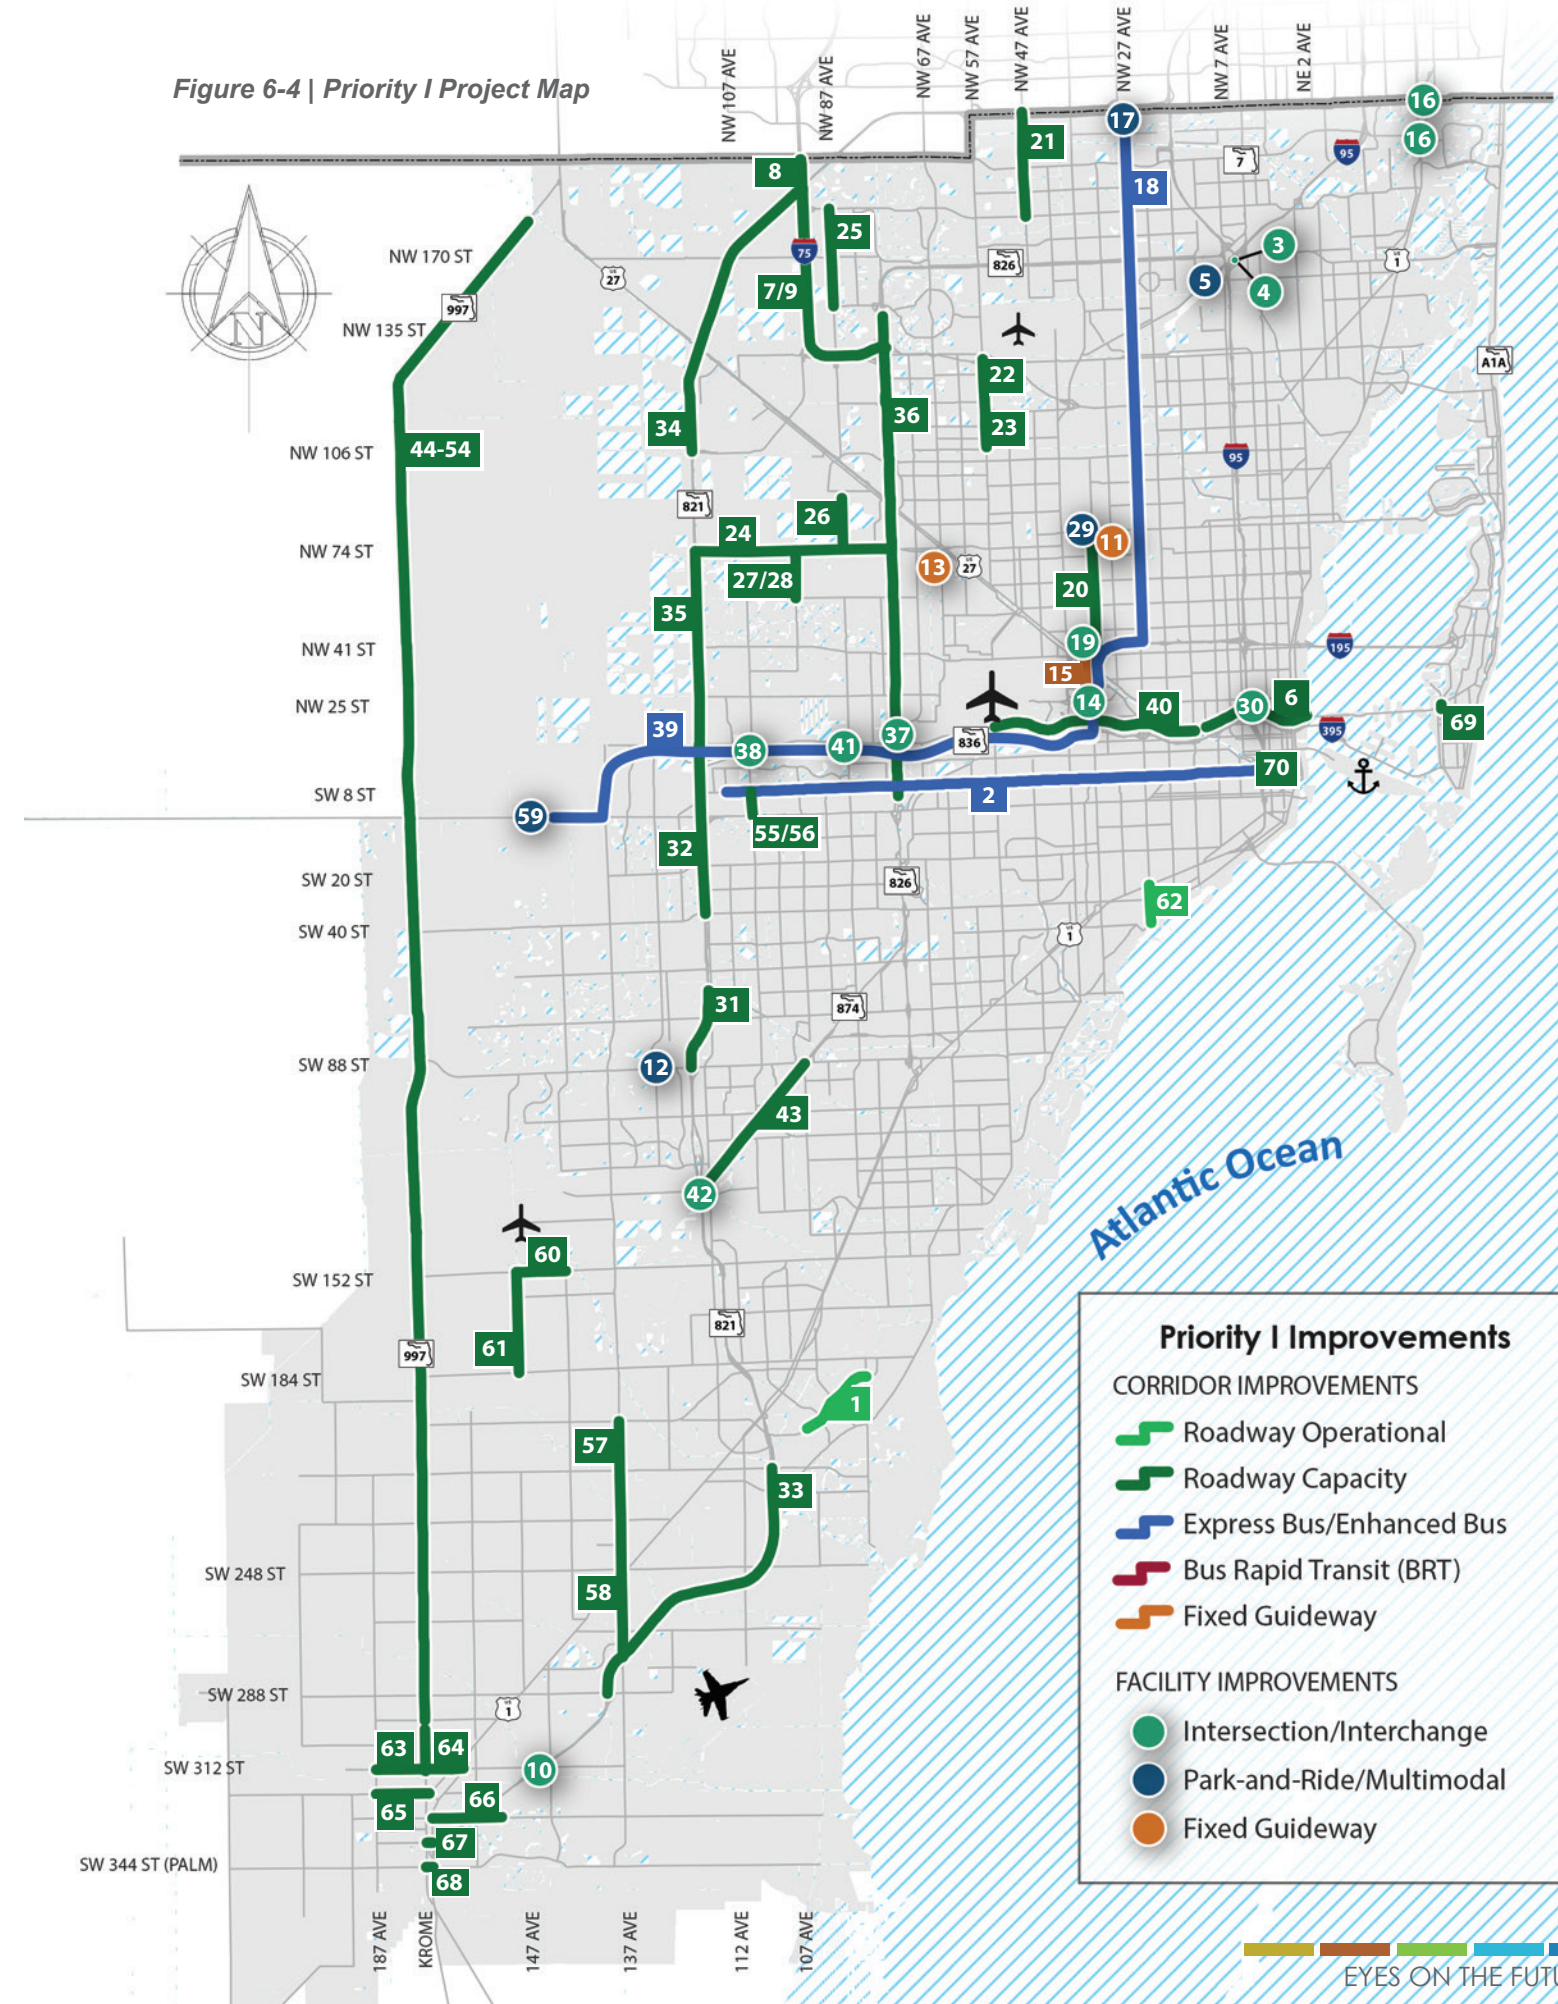 Figure 6-4 | Priority I Project Map
NW 107 AVE
NW 87 AVE
NW 67 AVE
NW 57 AVE
NW 47 AVE
NW 27 AVE
NW 7 AVE
NE 2 AVE
16
17
16
21
7
95
8
18
25
3
NW 170 ST
75
826
US 1
27
5
4
7/9
997
N
NW 135 ST
A1A
22
36
23
34
44-54
NW 106 ST
95
821
26
24
29
11
NW 74 ST
13
US 27
27/28
20
35
19
195
NW 41 ST
15
14
6
40
30
NW 25 ST
69
39
37
395
38
41
836
70
SW 8 ST
2
59
55/56
32
SW 20 ST
826
62
SW 40 ST
US 1
31
874
SW 88 ST
12
43
Atlantic Ocean
42
60
SW 152 ST
821
61
997
SW 184 ST
1
57
33
SW 248 ST
58
SW 288 ST
US 1
63
64
SW 312 ST
10
66
65
67
SW 344 ST (PALM)
68
187 AVE
KROME
147 AVE
137 AVE
112 AVE
107 AVE
Priority I Improvements
CORRIDOR IMPROVEMENTS
Roadway Operational
Roadway Capacity
Express Bus/Enhanced Bus
Bus Rapid Transit (BRT)
Fixed Guideway
FACILITY IMPROVEMENTS
Intersection/Interchange
Park-and-Ride/Multimodal
Fixed Guideway
EYES ON THE FUTU